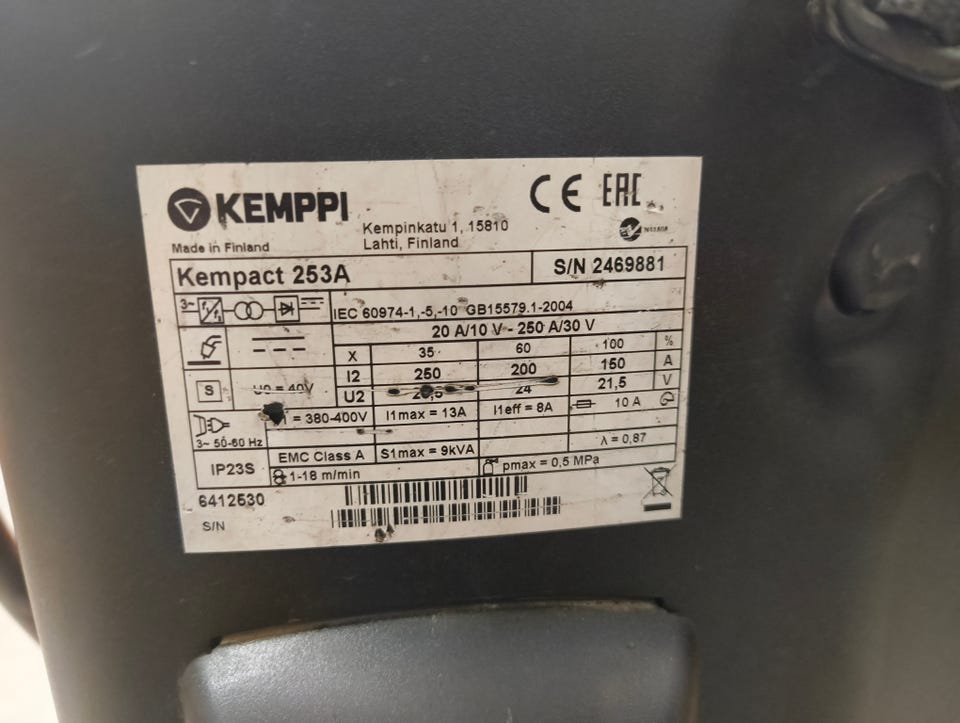 KEMPPI
CE EAC
Made in Finland
Kempinkatu 1, 15810
Lahti, Finland
Kempact 253A
S/N 2469881
3~ f1 f2
IEC 60974-1,-5,-10 GB15579.1-2004
20 A/10 V - 250 A/30 V
X 35 60 100 %
I2 250 200 150 A
S U0 = 40V
U2 24 21,5 V
= 380-400V I1max = 13A I1eff = 8A 10 A
3~ 50-60 Hz
EMC Class A S1max = 9kVA λ = 0,87
IP23S 1-18 m/min pmax = 0,5 MPa
6412530
S/N